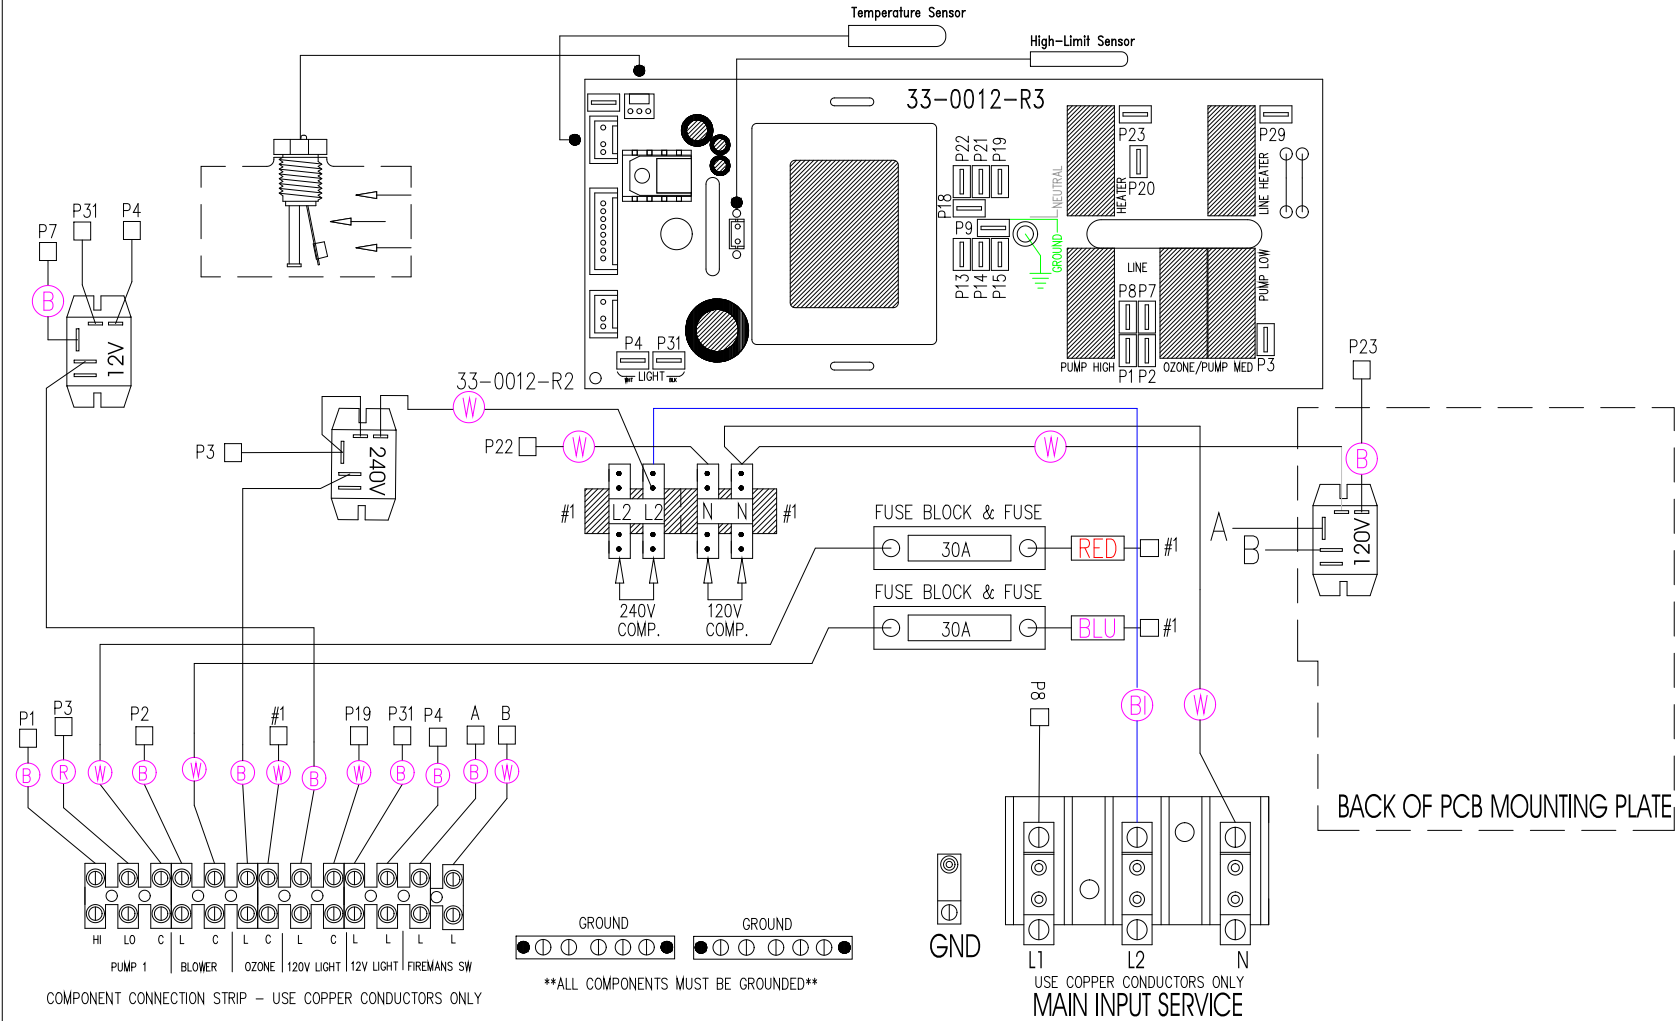 Temperature Sensor
High-Limit Sensor
33-0012-R3
P23
P29
P22
P21
P19
P20
HEATER
LINE HEATER
NEUTRAL
P18
P9
GROUND
P13
P14
P15
LINE
PUMP LOW
P8 P7
P1 P2
P3
PUMP HIGH
OZONE/PUMP MED
P4
P31
WHT LIGHT BLK
33-0012-R2
P31
P4
P7
B
12V
P3
240V
W
P22
W
W
#1
L2
L2
N
N
#1
240V
COMP.
120V
COMP.
FUSE BLOCK & FUSE
30A
RED
#1
FUSE BLOCK & FUSE
30A
BLU
#1
P23
B
A
B
120V
BACK OF PCB MOUNTING PLATE
P1
P3
P2
#1
P19
P31
P4
A
B
B
R
W
B
W
B
W
B
W
B
B
B
W
HI
LO
C
L
C
L
C
L
C
L
L
L
L
PUMP 1
BLOWER
OZONE
120V LIGHT
12V LIGHT
FIREMANS SW
COMPONENT CONNECTION STRIP - USE COPPER CONDUCTORS ONLY
GROUND
GROUND
**ALL COMPONENTS MUST BE GROUNDED**
P8
Bl
W
GND
L1
L2
N
USE COPPER CONDUCTORS ONLY
MAIN INPUT SERVICE